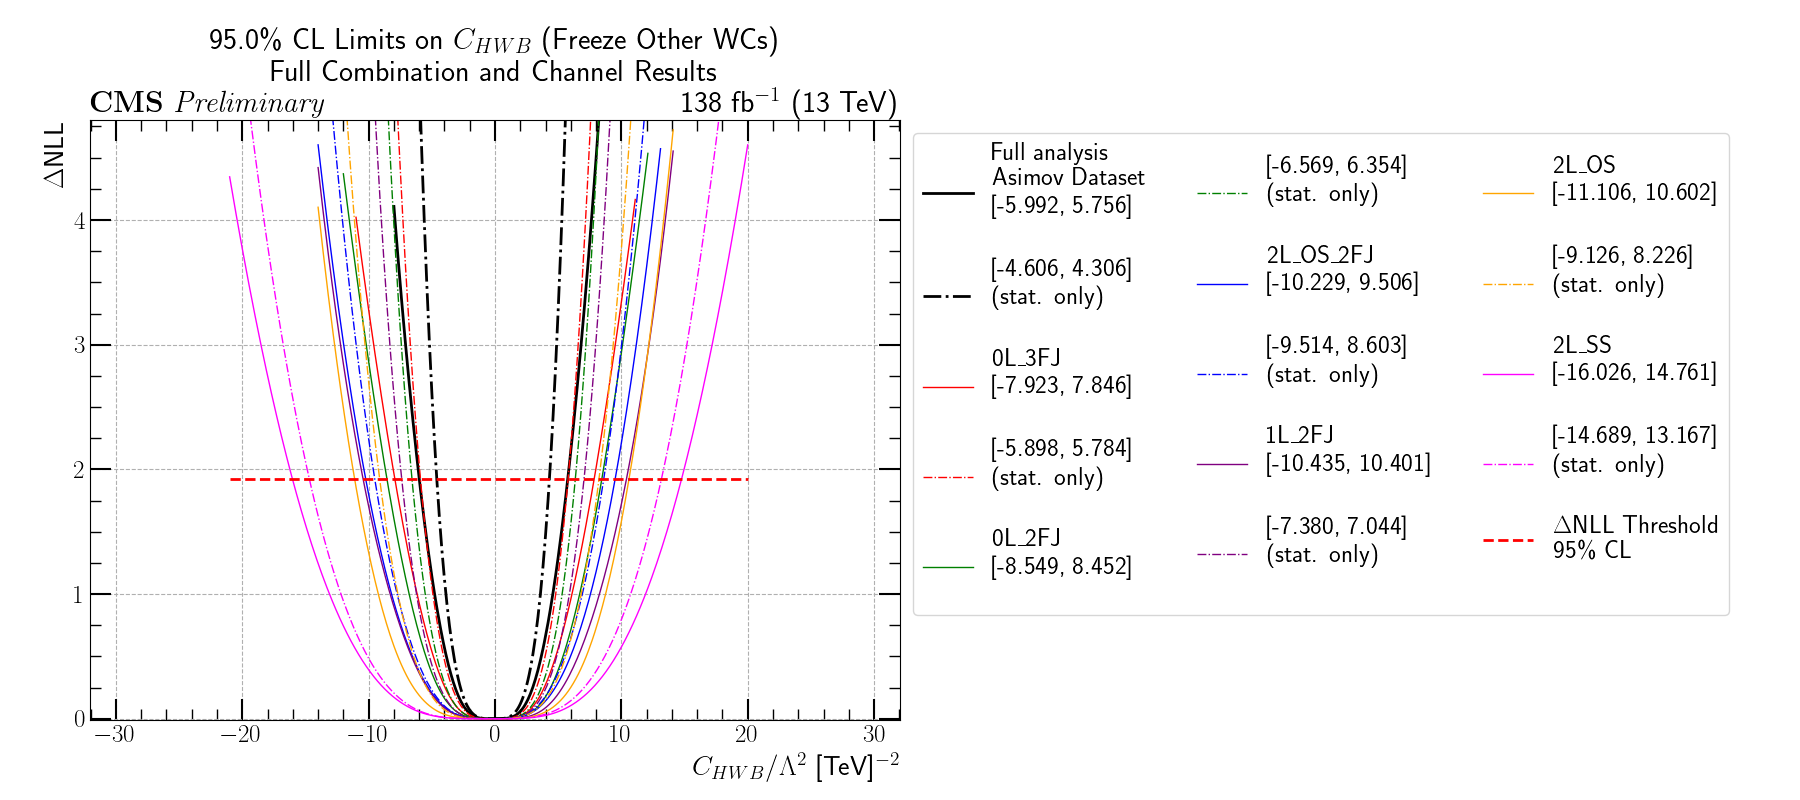 95.0% CL Limits on C_HWB (Freeze Other WCs)
Full Combination and Channel Results
CMS Preliminary
138 fb⁻¹ (13 TeV)
ΔNLL
4
3
2
1
0
−30
−20
−10
0
10
20
30
C_HWB/Λ² [TeV]⁻²
Full analysis
Asimov Dataset
[-5.992, 5.756]
[-4.606, 4.306]
(stat. only)
0L_3FJ
[-7.923, 7.846]
[-5.898, 5.784]
(stat. only)
0L_2FJ
[-8.549, 8.452]
[-6.569, 6.354]
(stat. only)
2L_OS_2FJ
[-10.229, 9.506]
[-9.514, 8.603]
(stat. only)
1L_2FJ
[-10.435, 10.401]
[-7.380, 7.044]
(stat. only)
2L_OS
[-11.106, 10.602]
[-9.126, 8.226]
(stat. only)
2L_SS
[-16.026, 14.761]
[-14.689, 13.167]
(stat. only)
ΔNLL Threshold
95% CL